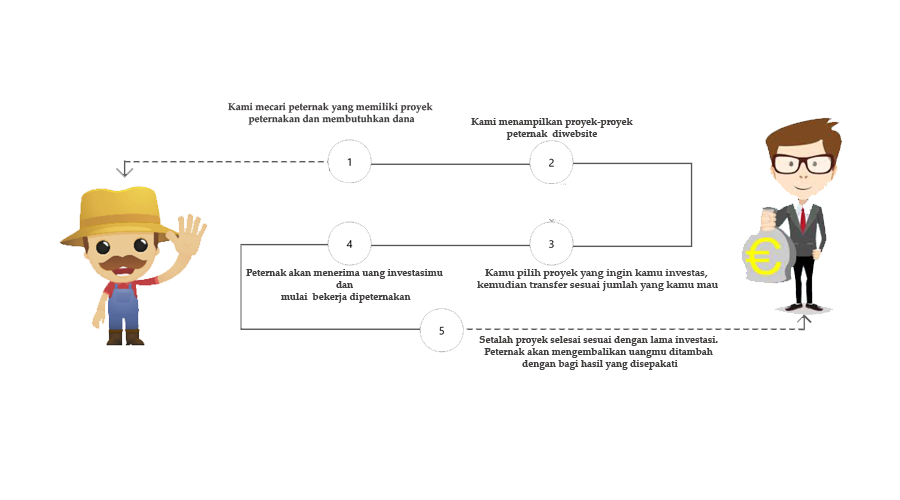 Kami mecari peternak yang memiliki proyek
peternakan dan membutuhkan dana
Kami menampilkan proyek-proyek
peternak diwebsite
1
2
4
3
Peternak akan menerima uang investasimu
dan
mulai bekerja dipeternakan
Kamu pilih proyek yang ingin kamu investas,
kemudian transfer sesuai jumlah yang kamu mau
€
5
Setalah proyek selesai sesuai dengan lama investasi.
Peternak akan mengembalikan uangmu ditambah
dengan bagi hasil yang disepakati